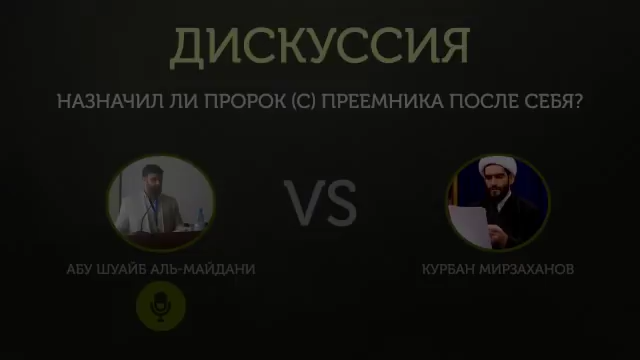 ДИСКУССИЯ
НАЗНАЧИЛ ЛИ ПРОРОК (С) ПРЕЕМНИКА ПОСЛЕ СЕБЯ?
VS
АБУ ШУАЙБ АЛЬ-МАЙДАНИ
КУРБАН МИРЗАХАНОВ